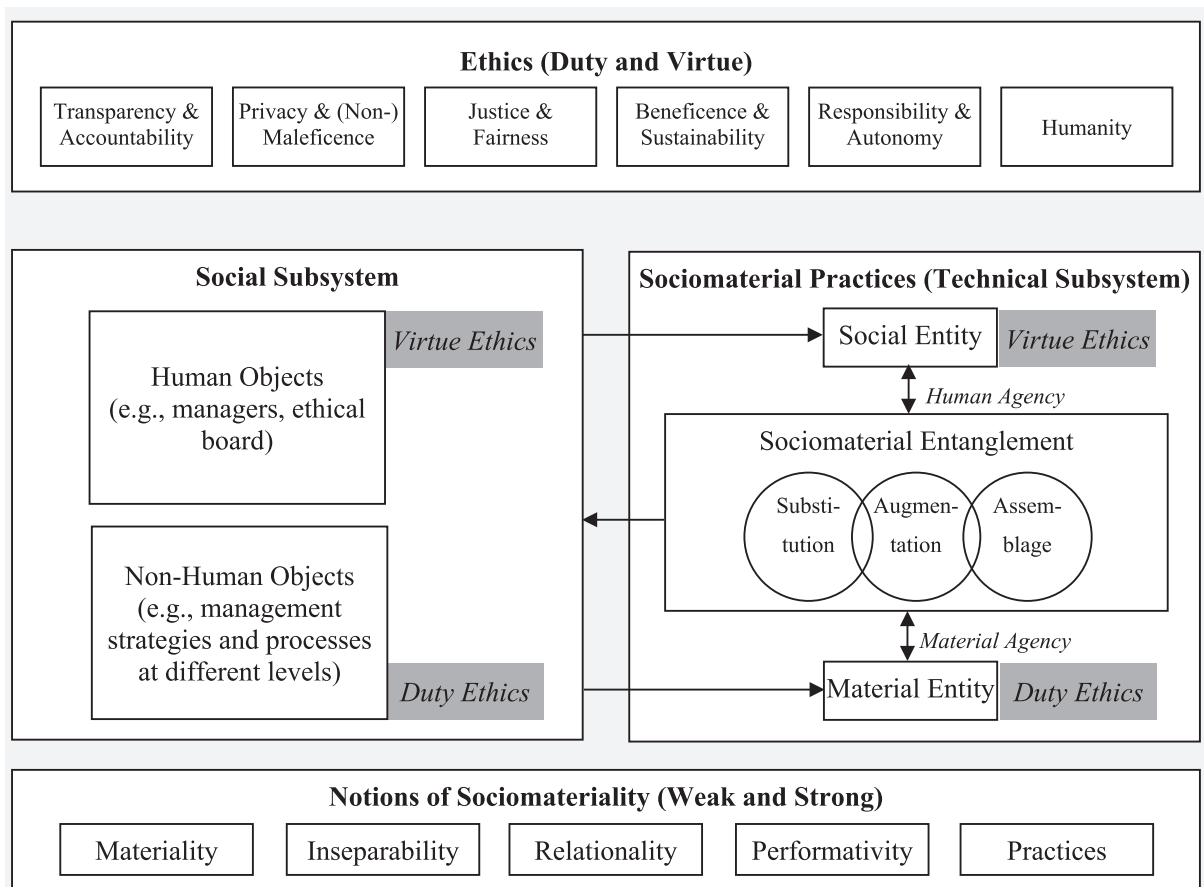 Ethics (Duty and Virtue)
Transparency &
Accountability
Privacy & (Non-)
Maleficence
Justice &
Fairness
Beneficence &
Sustainability
Responsibility &
Autonomy
Humanity
Social Subsystem
Virtue Ethics
Human Objects
(e.g., managers, ethical
board)
Non-Human Objects
(e.g., management
strategies and processes
at different levels)
Duty Ethics
Sociomaterial Practices (Technical Subsystem)
Social Entity
Virtue Ethics
Human Agency
Sociomaterial Entanglement
Substi-
tution
Augmen-
tation
Assem-
blage
Material Agency
Material Entity
Duty Ethics
Notions of Sociomateriality (Weak and Strong)
Materiality
Inseparability
Relationality
Performativity
Practices